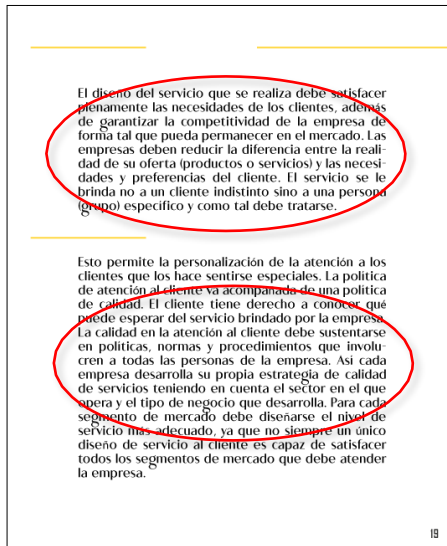 El diseño del servicio que se realiza debe satisfacer
plenamente las necesidades de los clientes, además
de garantizar la competitividad de la empresa de
forma tal que pueda permanecer en el mercado. Las
empresas deben reducir la diferencia entre la reali-
dad de su oferta (productos o servicios) y las necesi-
dades y preferencias del cliente. El servicio se le
brinda no a un cliente indistinto sino a una persona
(grupo) específico y como tal debe tratarse.
Esto permite la personalización de la atención a los
clientes que los hace sentirse especiales. La política
de atención al cliente va acompañada de una política
de calidad. El cliente tiene derecho a conocer qué
puede esperar del servicio brindado por la empresa.
La calidad en la atención al cliente debe sustentarse
en políticas, normas y procedimientos que involu-
cren a todas las personas de la empresa. Así cada
empresa desarrolla su propia estrategia de calidad
de servicios teniendo en cuenta el sector en el que
opera y el tipo de negocio que desarrolla. Para cada
segmento de mercado debe diseñarse el nivel de
servicio más adecuado, ya que no siempre un único
diseño de servicio al cliente es capaz de satisfacer
todos los segmentos de mercado que debe atender
la empresa.
19